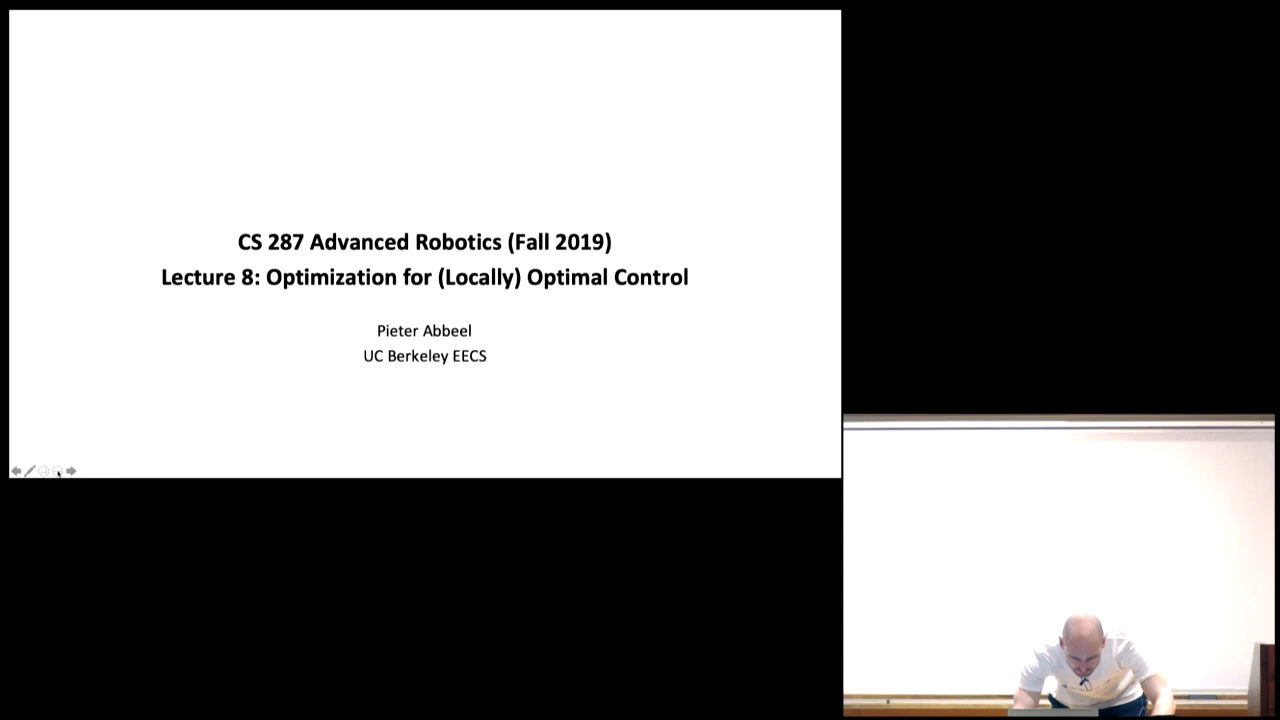 CS 287 Advanced Robotics (Fall 2019)
Lecture 8: Optimization for (Locally) Optimal Control
Pieter Abbeel
UC Berkeley EECS